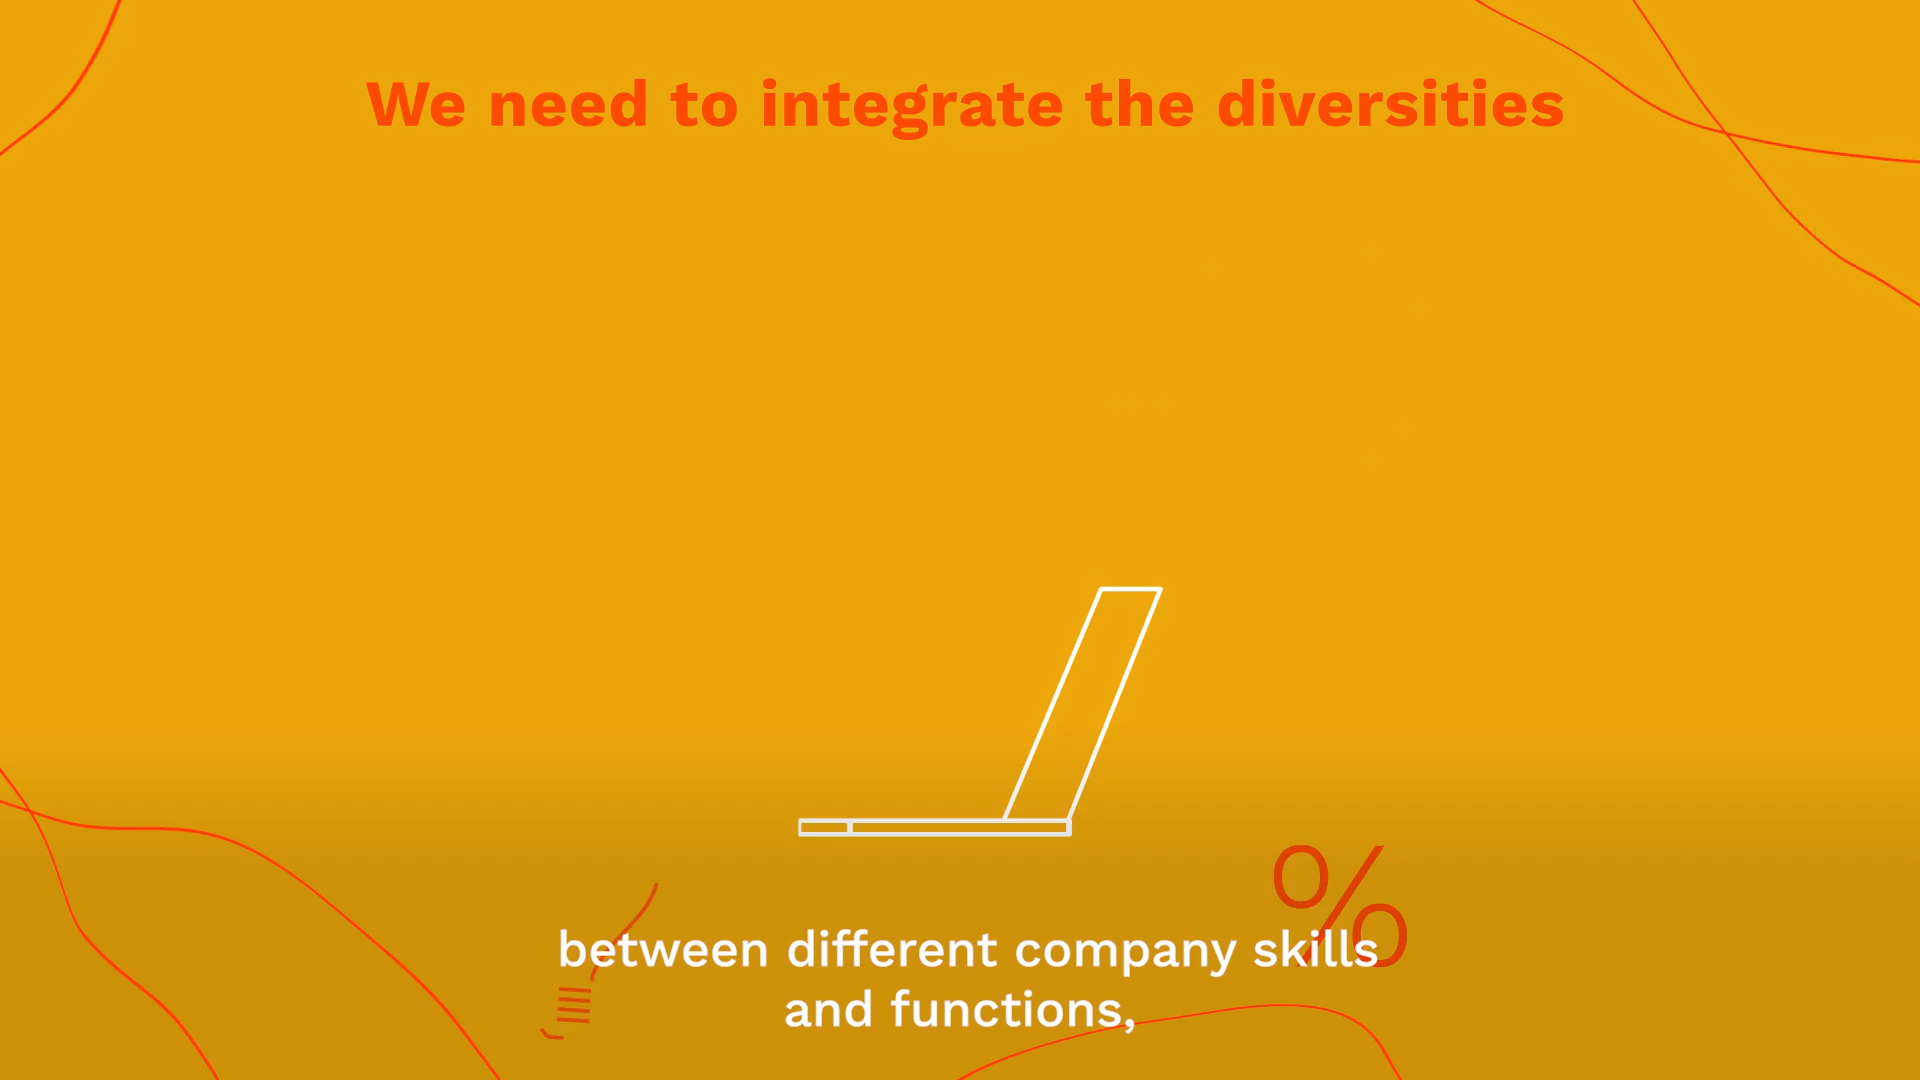 We need to integrate the diversities
%
between different company skills
and functions,